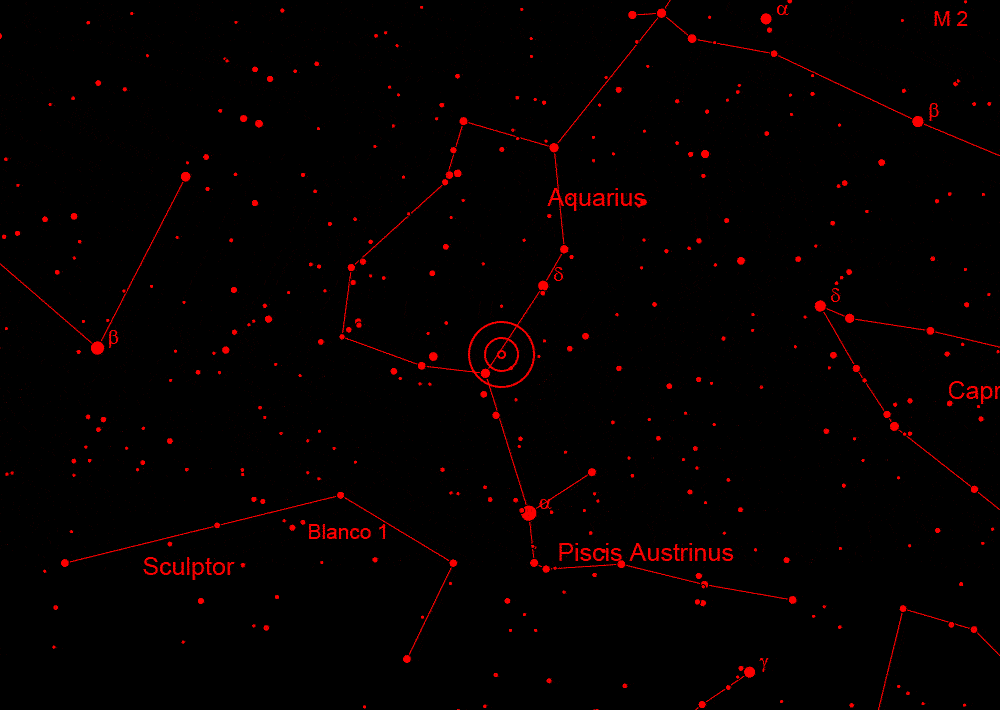 α
M 2
β
Aquarius
δ
δ
β
Capr
α
Blanco 1
Piscis Austrinus
Sculptor
γ